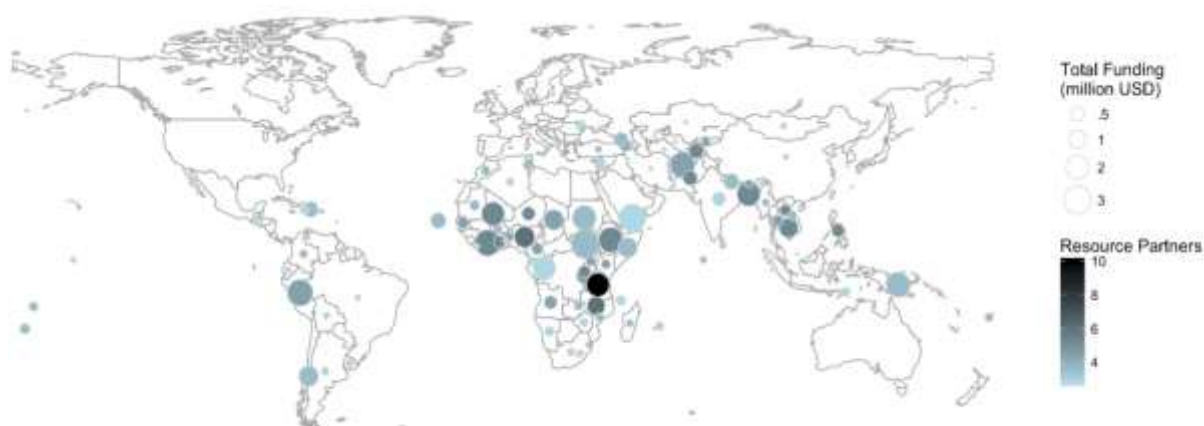 Total Funding
(million USD)
.5
1
2
3
Resource Partners
10
8
6
4